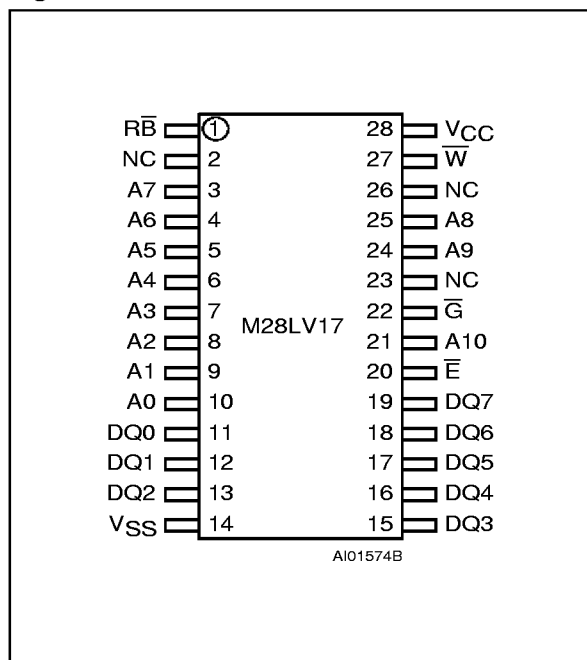 RB̅ 1 28 VCC
NC 2 27 W̅
A7 3 26 NC
A6 4 25 A8
A5 5 24 A9
A4 6 23 NC
A3 7 22 G̅
M28LV17
A2 8 21 A10
A1 9 20 E̅
A0 10 19 DQ7
DQ0 11 18 DQ6
DQ1 12 17 DQ5
DQ2 13 16 DQ4
VSS 14 15 DQ3
AI01574B